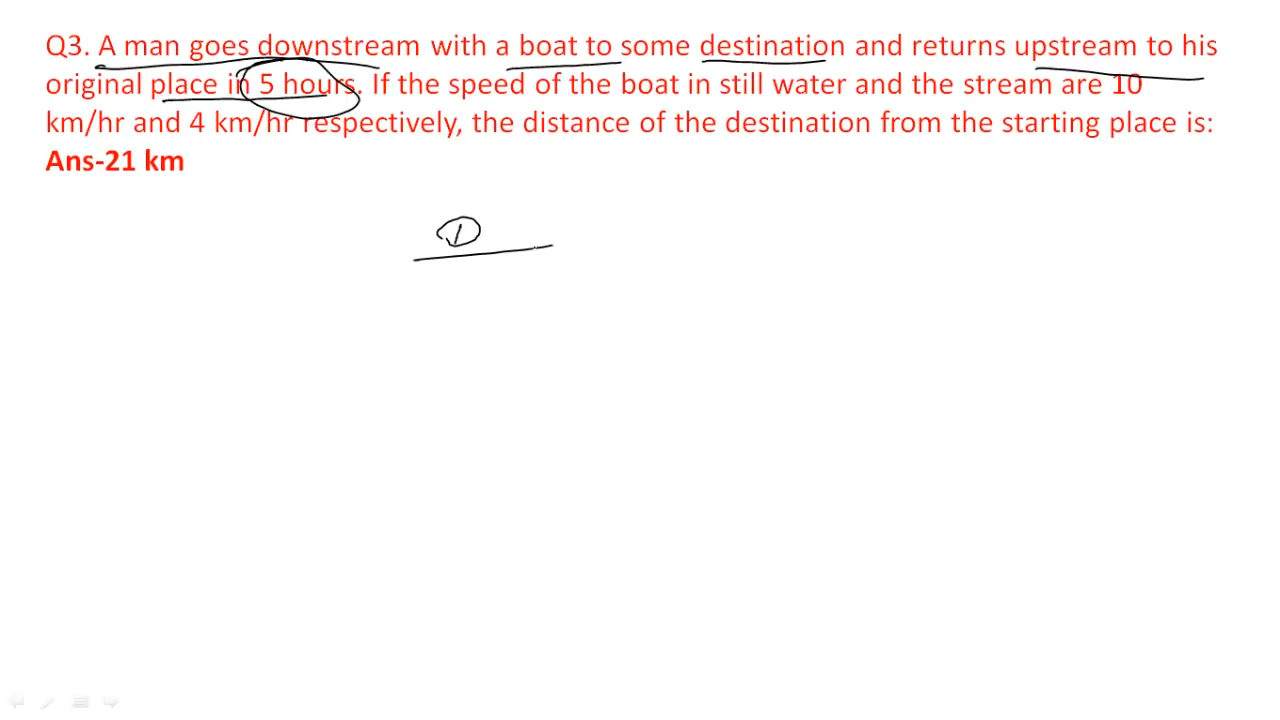 Q3. A man goes downstream with a boat to some destination and returns upstream to his
original place in 5 hours. If the speed of the boat in still water and the stream are 10
km/hr and 4 km/hr respectively, the distance of the destination from the starting place is:
Ans-21 km
D